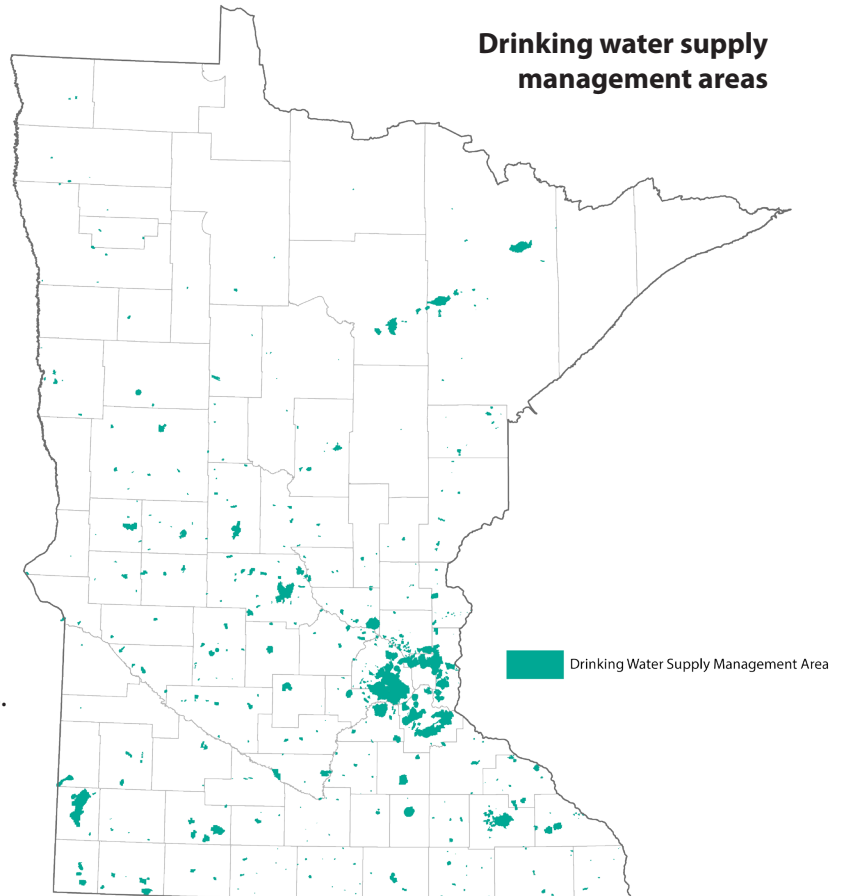 Drinking water supply
management areas
Drinking Water Supply Management Area